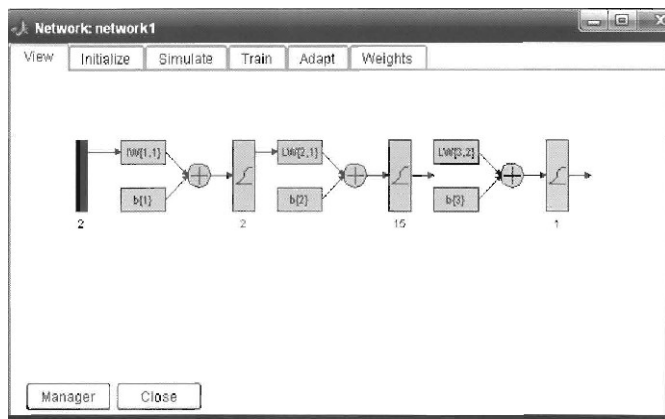 Network: network1
View Initialize Simulate Train Adapt Weights
IW{1,1} LW{2,1} LW{3,2}
b{1} b{2} b{3}
2 2 15 1
Manager Close